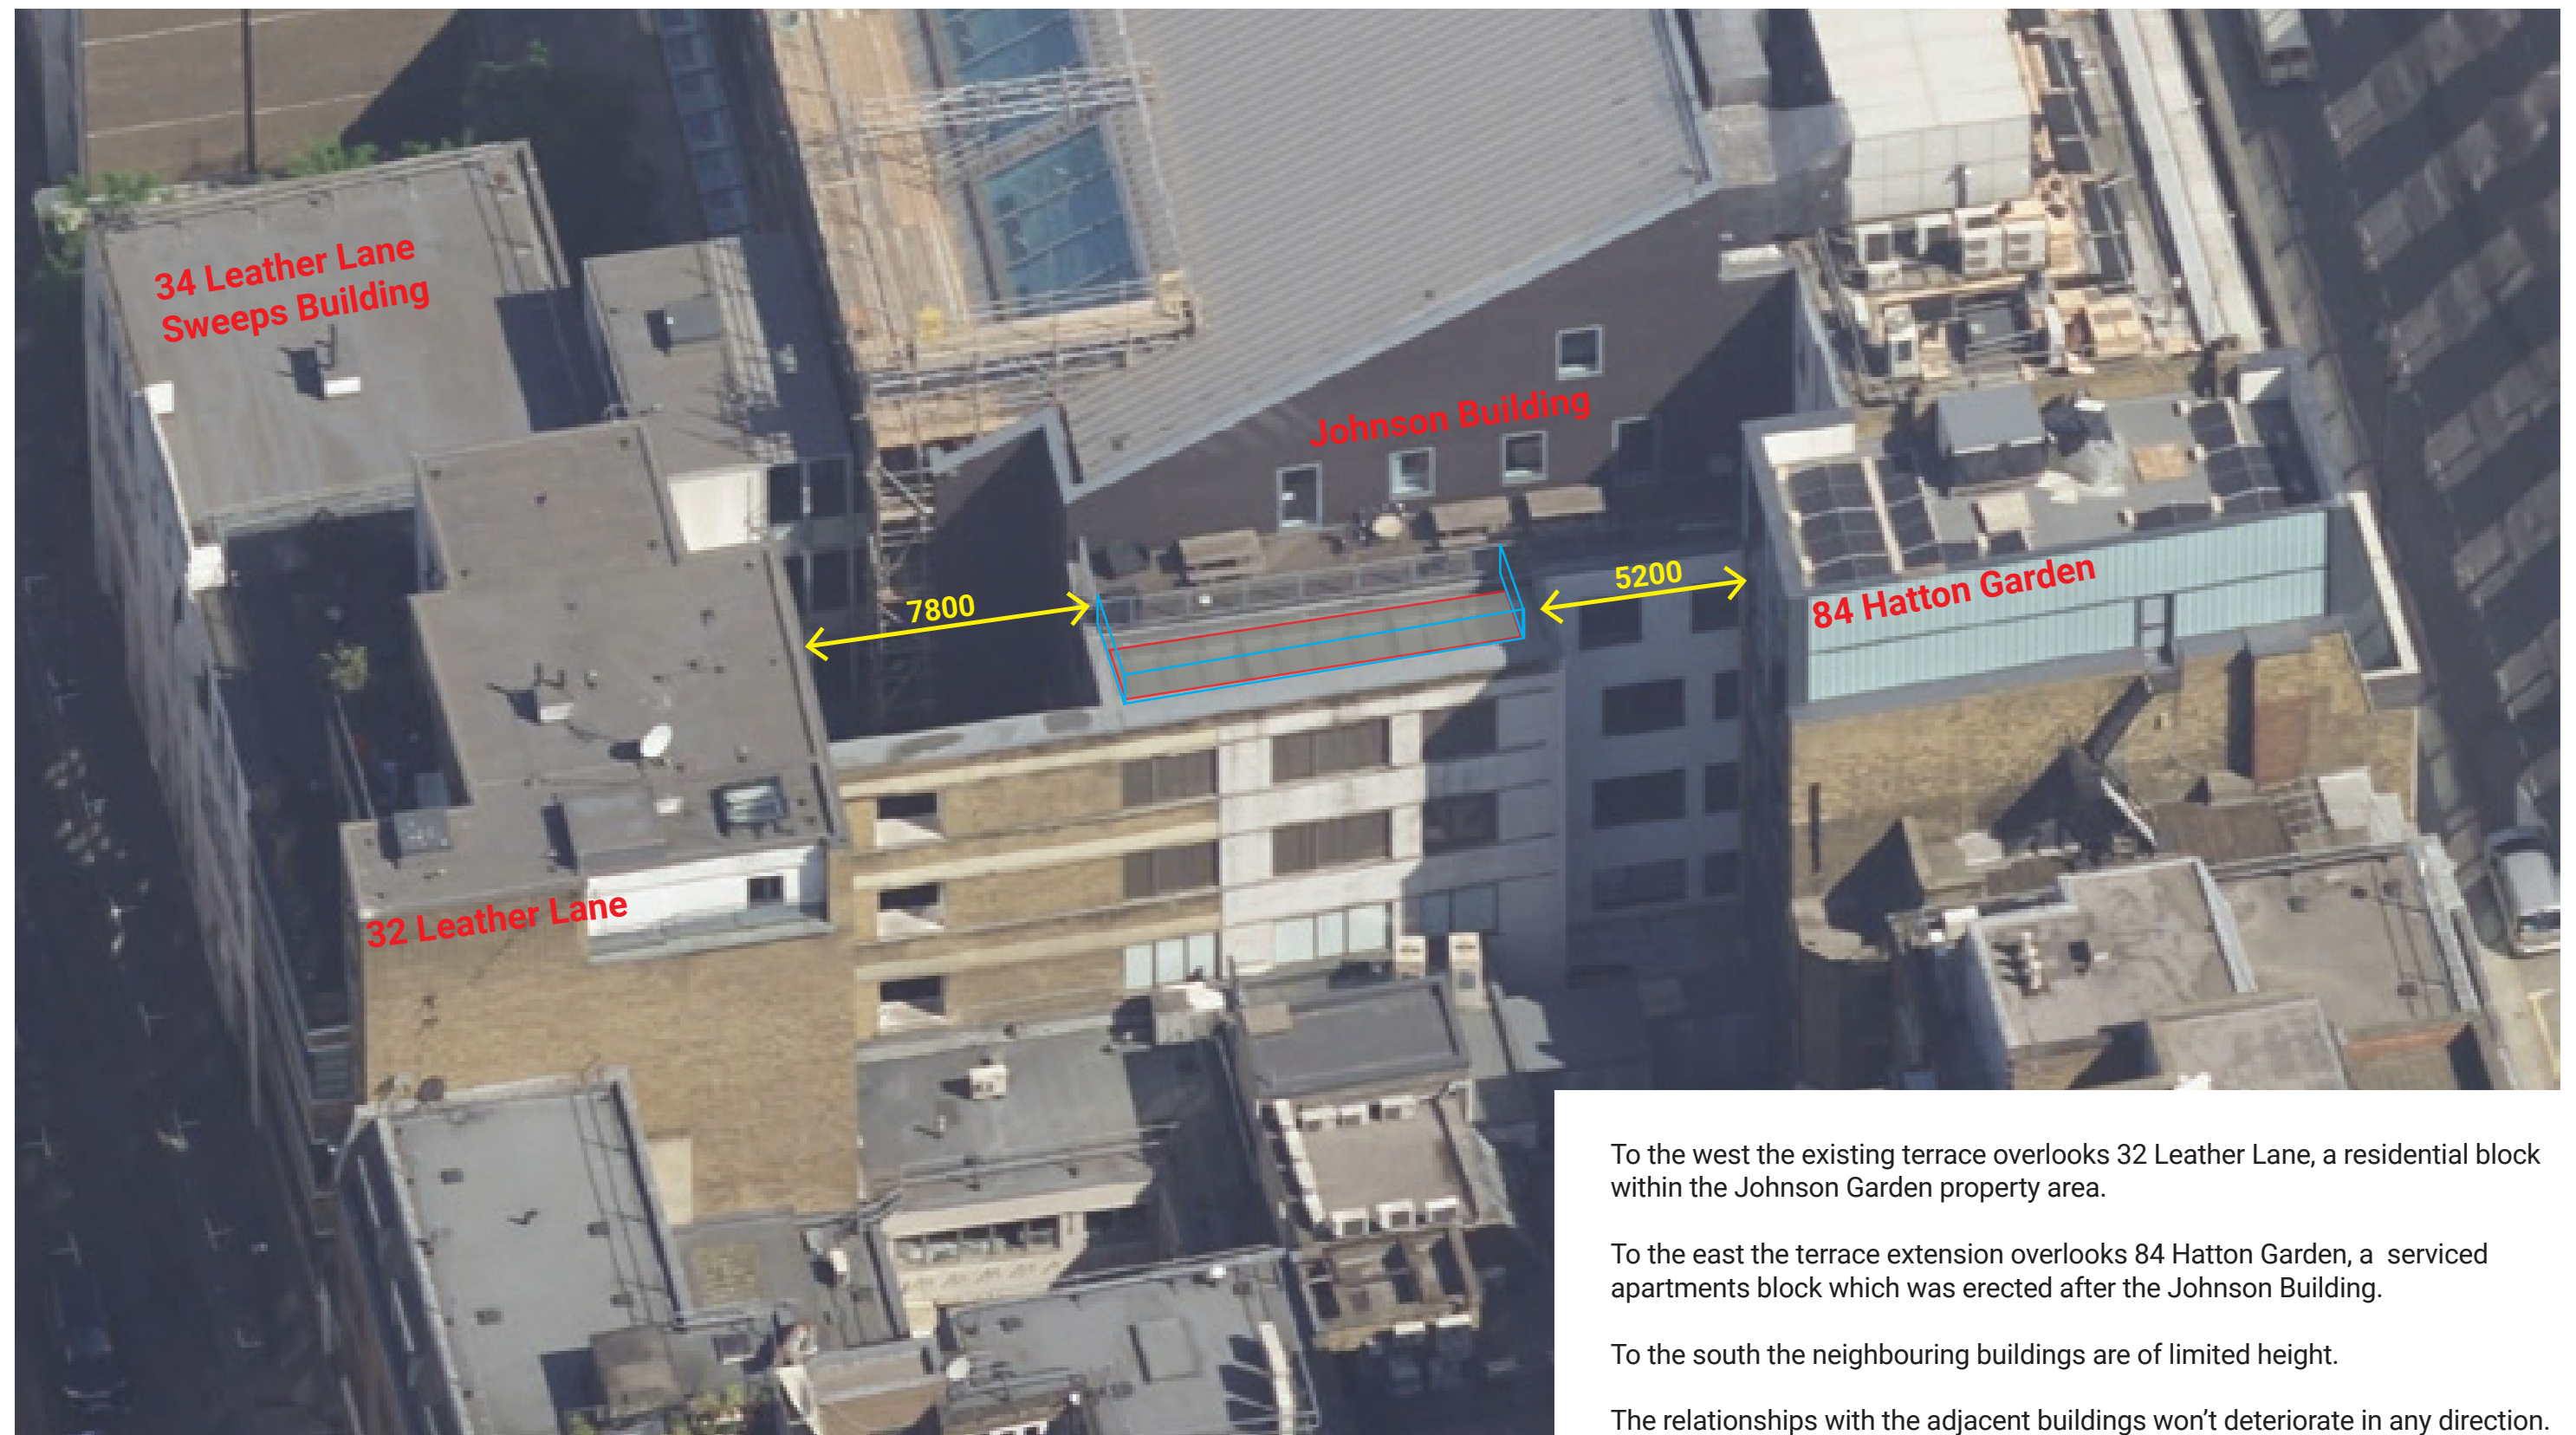 34 Leather Lane
Sweeps Building
Johnson Building
7800
5200
84 Hatton Garden
32 Leather Lane
To the west the existing terrace overlooks 32 Leather Lane, a residential block
within the Johnson Garden property area.
To the east the terrace extension overlooks 84 Hatton Garden, a  serviced
apartments block which was erected after the Johnson Building.
To the south the neighbouring buildings are of limited height.
The relationships with the adjacent buildings won’t deteriorate in any direction.